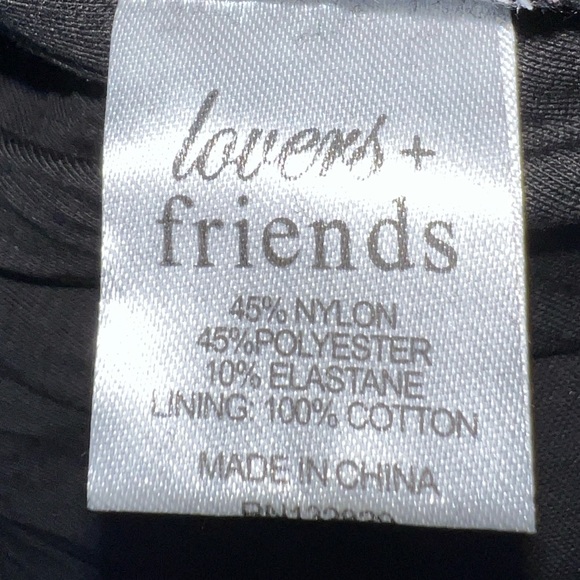 lovers +
friends
45% NYLON
45%POLYESTER
10% ELASTANE
LINING: 100% COTTON
MADE IN CHINA